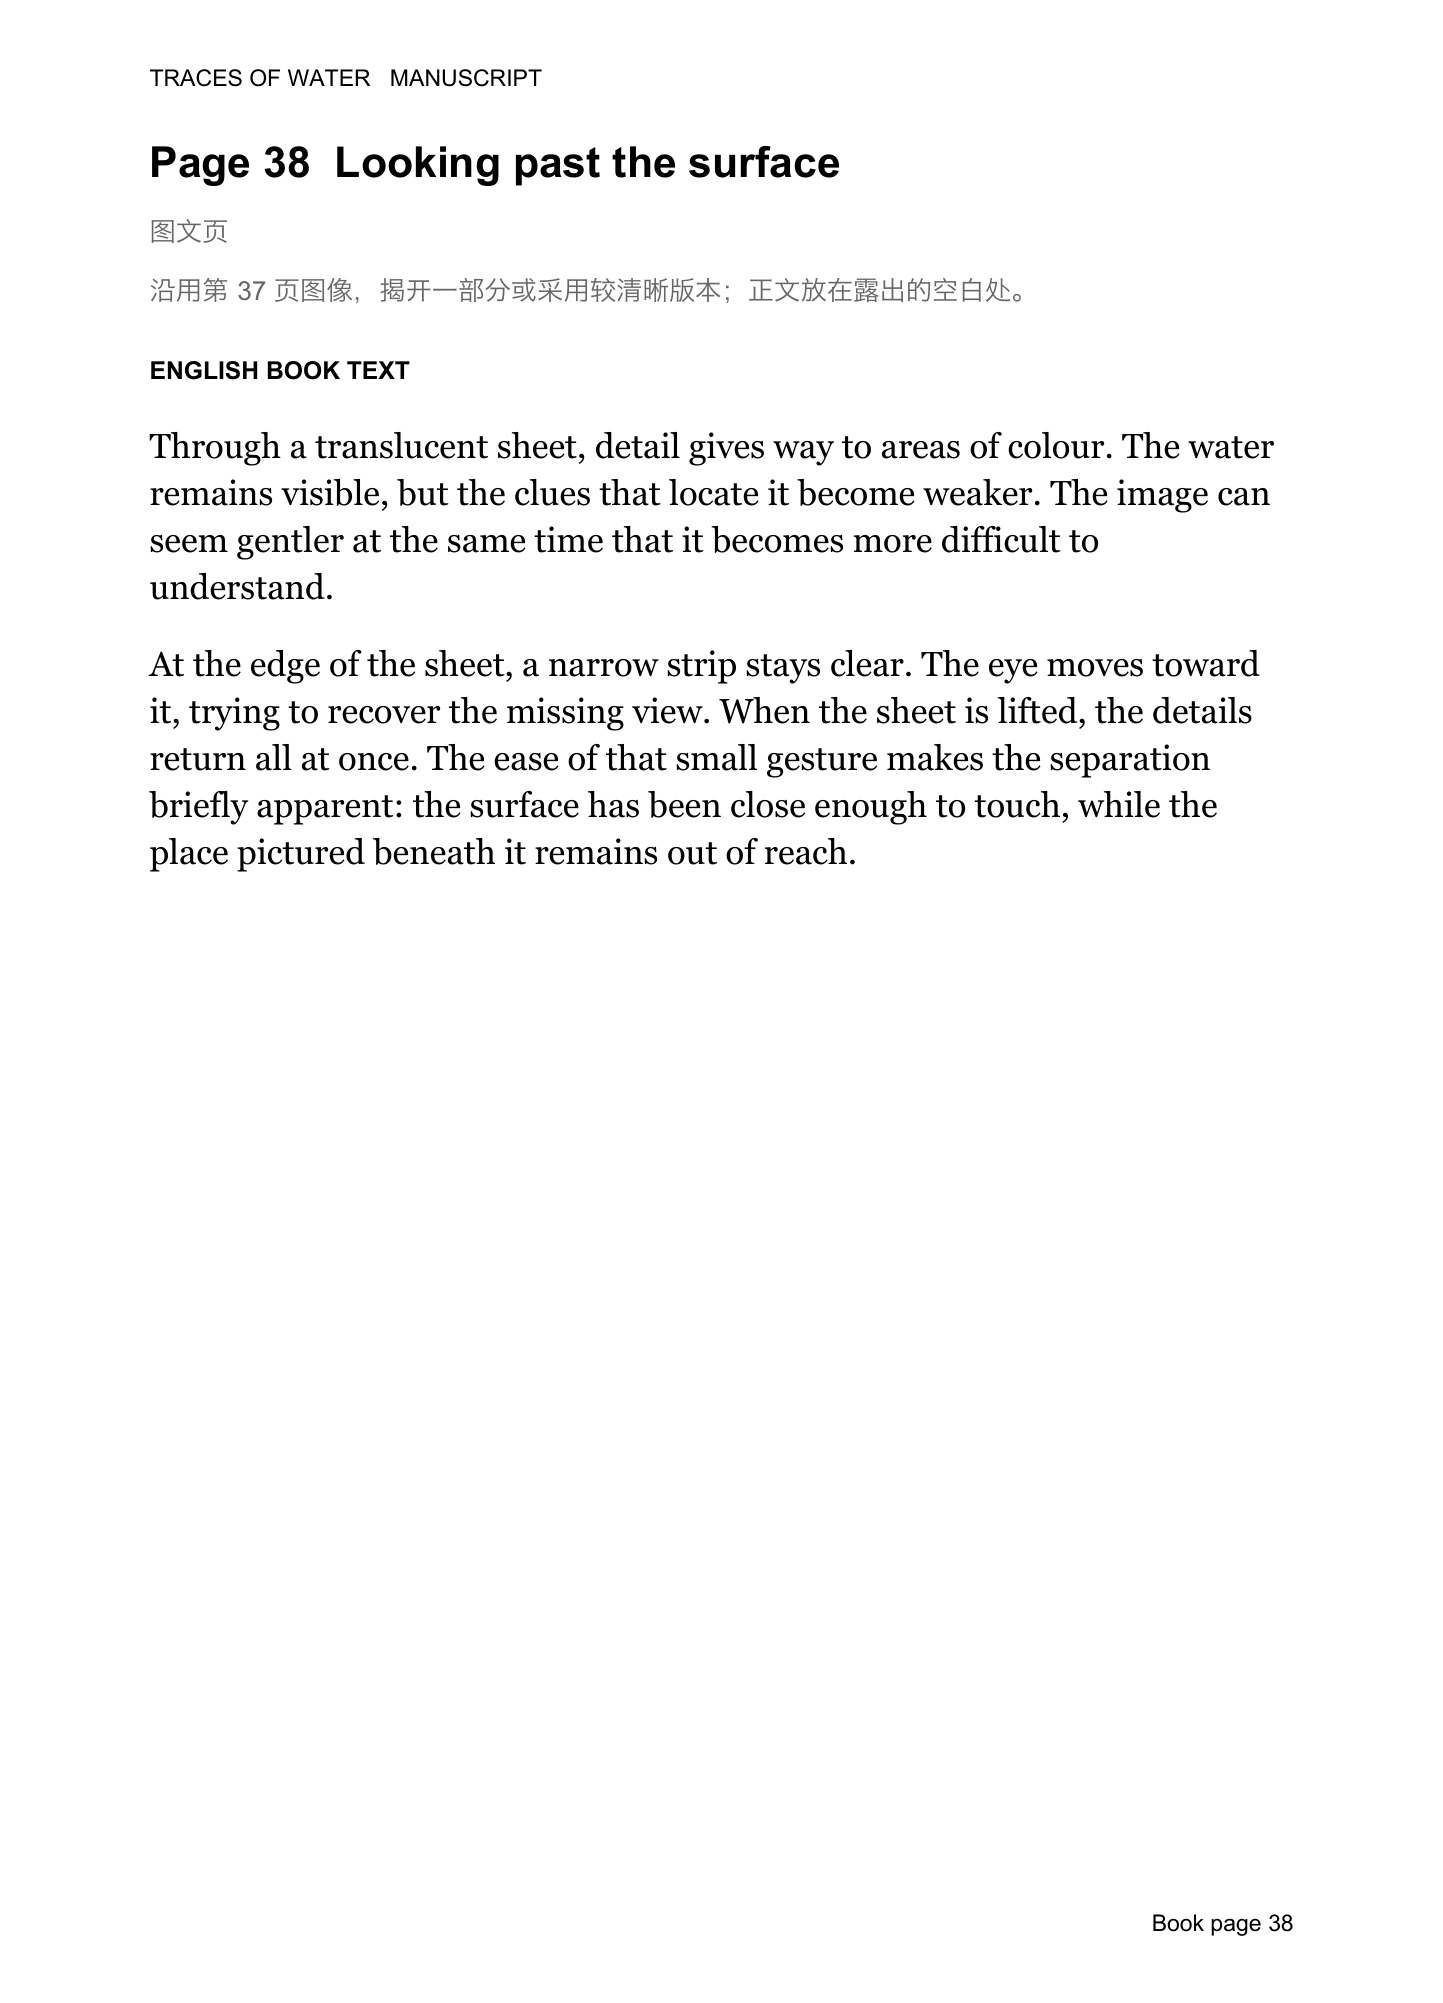 TRACES OF WATER   MANUSCRIPT
Page 38  Looking past the surface
图文页
沿用第 37 页图像，揭开一部分或采用较清晰版本；正文放在露出的空白处。
ENGLISH BOOK TEXT
Through a translucent sheet, detail gives way to areas of colour. The water
remains visible, but the clues that locate it become weaker. The image can
seem gentler at the same time that it becomes more difficult to
understand.
At the edge of the sheet, a narrow strip stays clear. The eye moves toward
it, trying to recover the missing view. When the sheet is lifted, the details
return all at once. The ease of that small gesture makes the separation
briefly apparent: the surface has been close enough to touch, while the
place pictured beneath it remains out of reach.
Book page 38